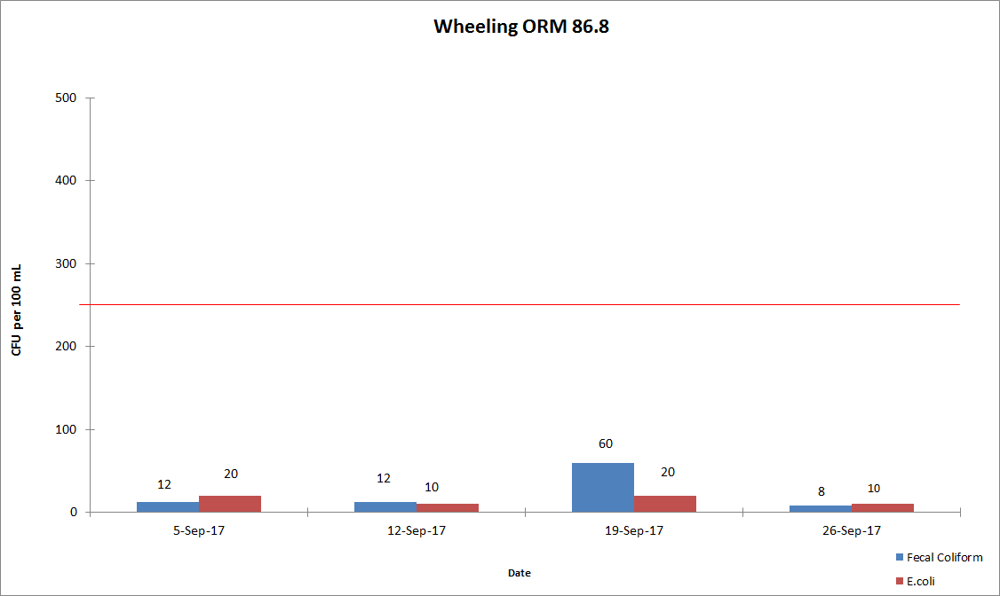 Wheeling ORM 86.8
500
400
300
200
100
0
CFU per 100 mL
12
20
12
10
60
20
8
10
5-Sep-17
12-Sep-17
19-Sep-17
26-Sep-17
Date
Fecal Coliform
E.coli